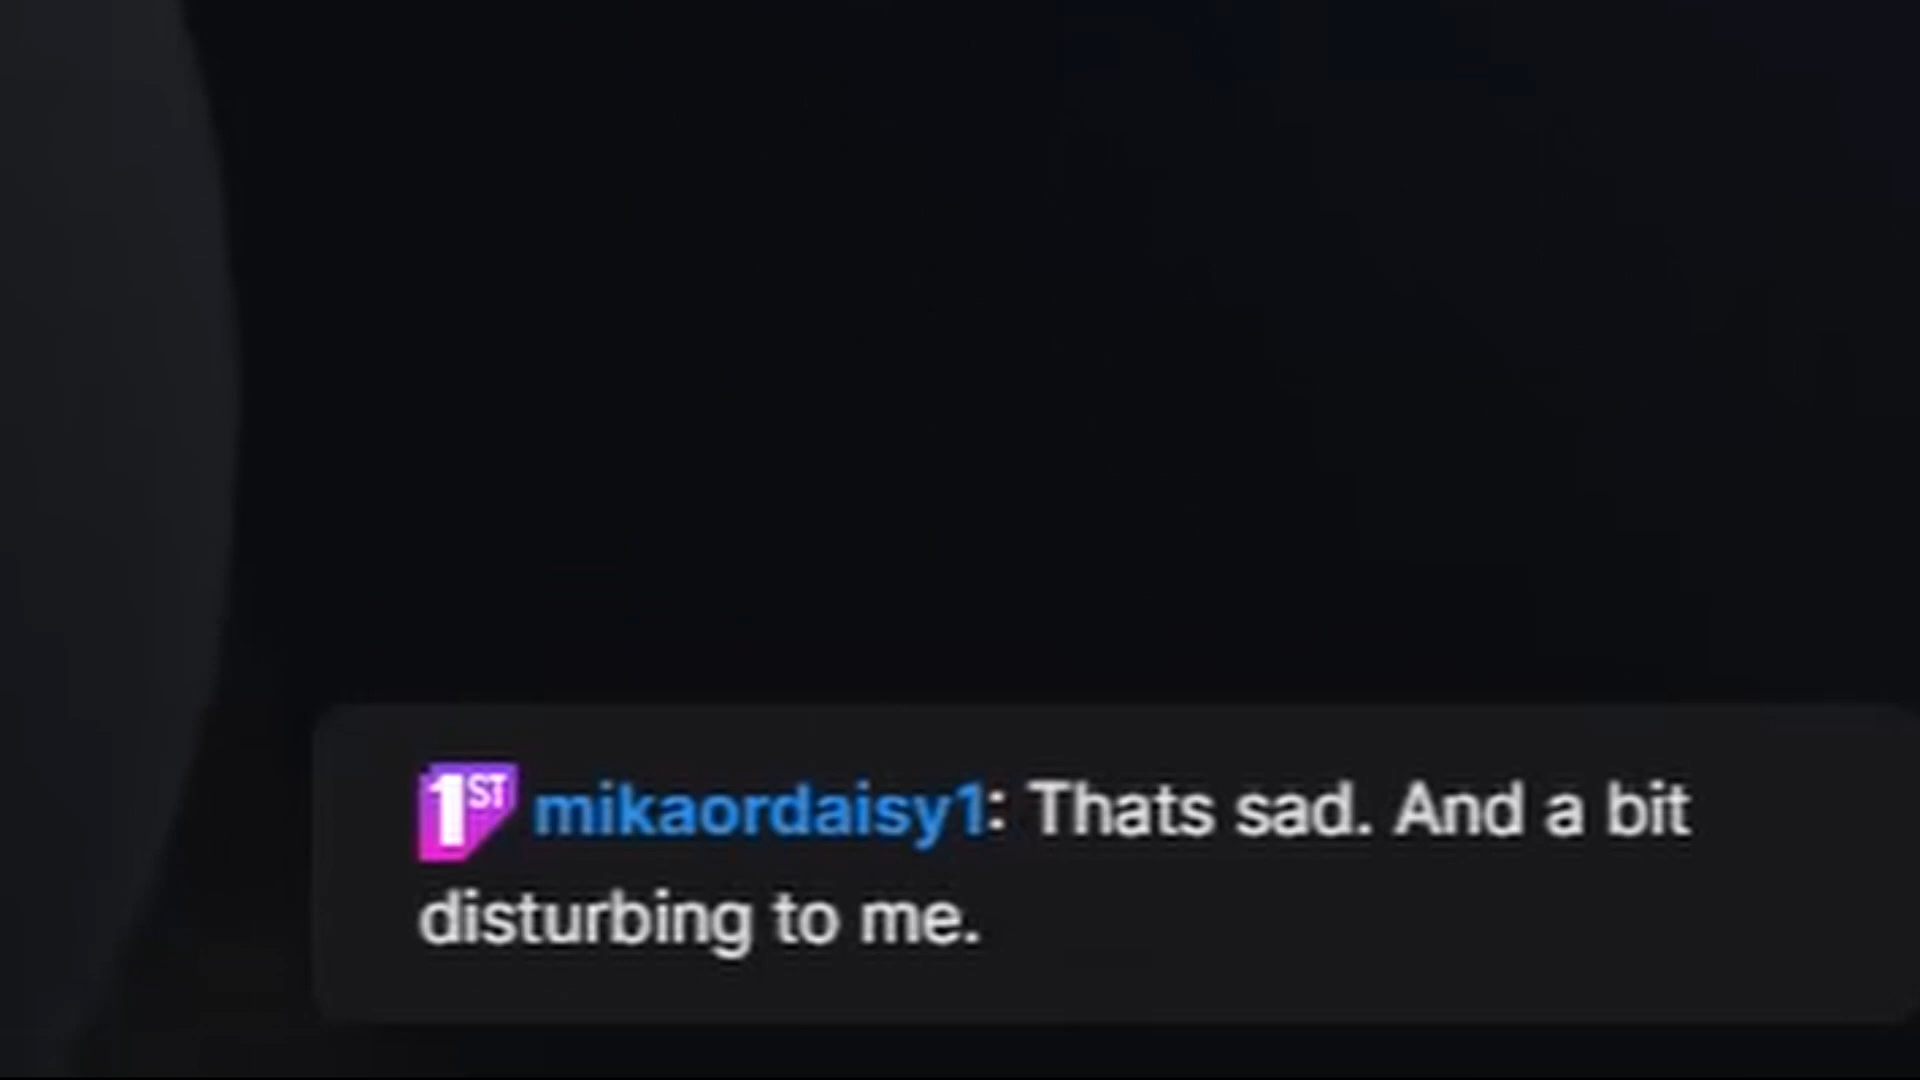 1ST mikaordaisy1: Thats sad. And a bit
disturbing to me.